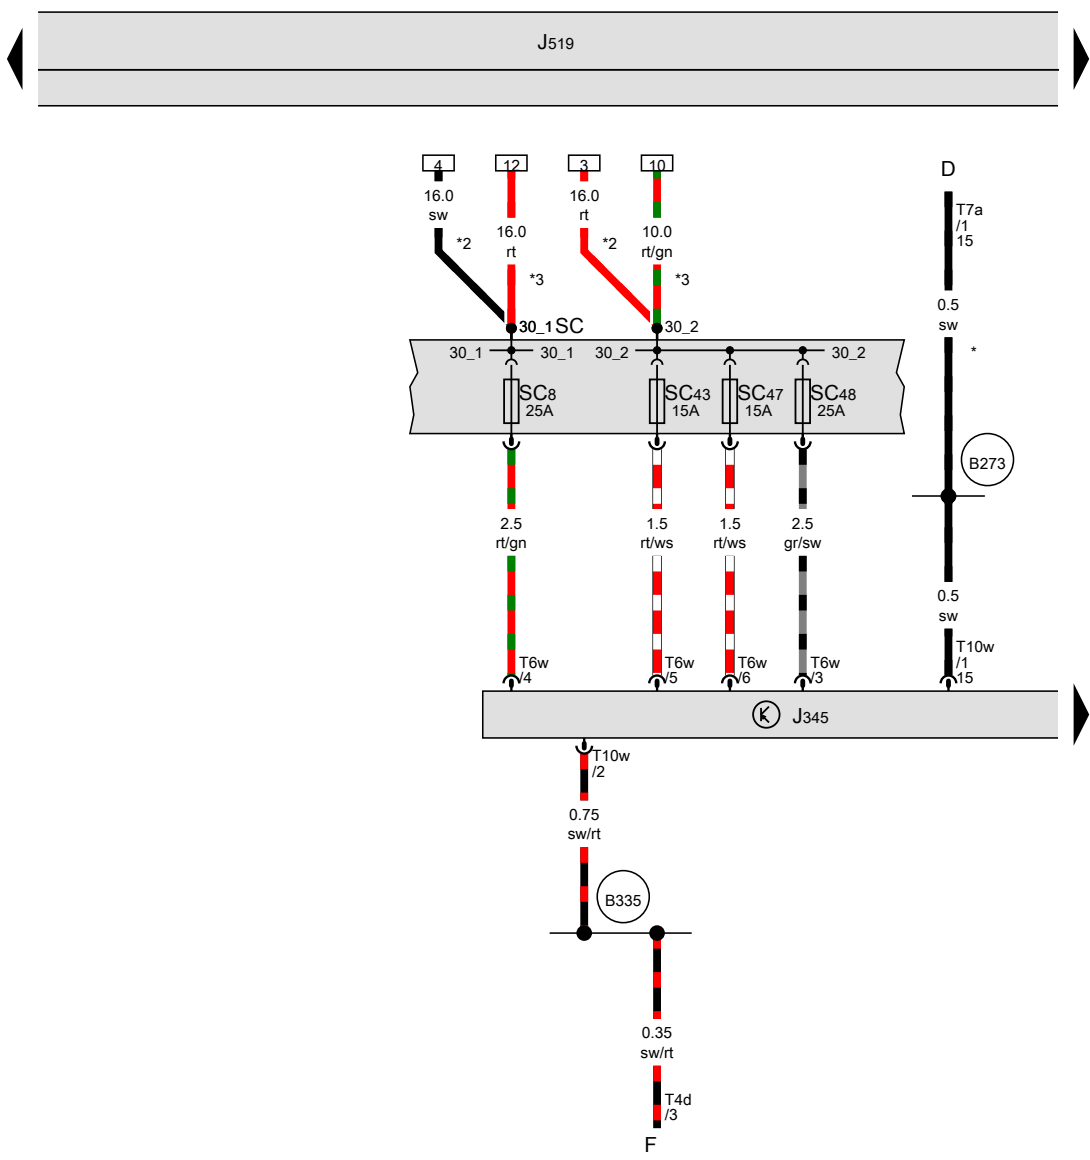 J519
4
12
3
10
D
16.0
sw
16.0
rt
16.0
rt
10.0
rt/gn
T7a
/1
15
*2
*3
*2
*3
0.5
sw
*
30_1 SC
30_2
30_1
30_1
30_2
30_2
SC8
25A
SC43
15A
SC47
15A
SC48
25A
B273
2.5
rt/gn
1.5
rt/ws
1.5
rt/ws
2.5
gr/sw
0.5
sw
T6w
/4
T6w
/5
T6w
/6
T6w
/3
T10w
/1
15
J345
T10w
/2
0.75
sw/rt
B335
0.35
sw/rt
T4d
/3
F